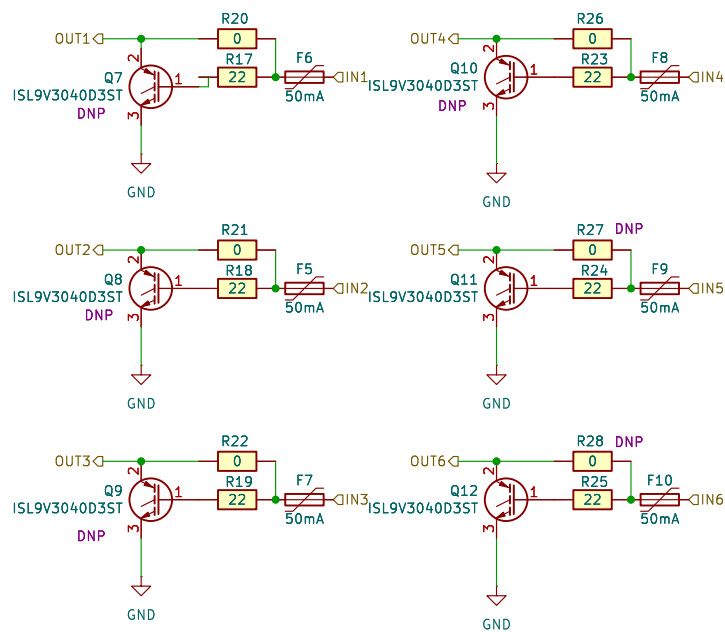 R20
OUT1
0
2
R17
F6
Q7
1
22
IN1
ISL9V3040D3ST
50mA
DNP
3
GND
R26
OUT4
0
2
R23
F8
Q10
1
22
IN4
ISL9V3040D3ST
50mA
DNP
3
GND
R21
OUT2
0
2
R18
F5
Q8
1
22
IN2
ISL9V3040D3ST
50mA
DNP
3
GND
R27
DNP
OUT5
0
2
R24
F9
Q11
1
22
IN5
ISL9V3040D3ST
50mA
3
GND
R22
OUT3
0
2
R19
F7
Q9
1
22
IN3
ISL9V3040D3ST
50mA
DNP
3
GND
R28
DNP
OUT6
0
2
R25
F10
Q12
1
22
IN6
ISL9V3040D3ST
50mA
3
GND